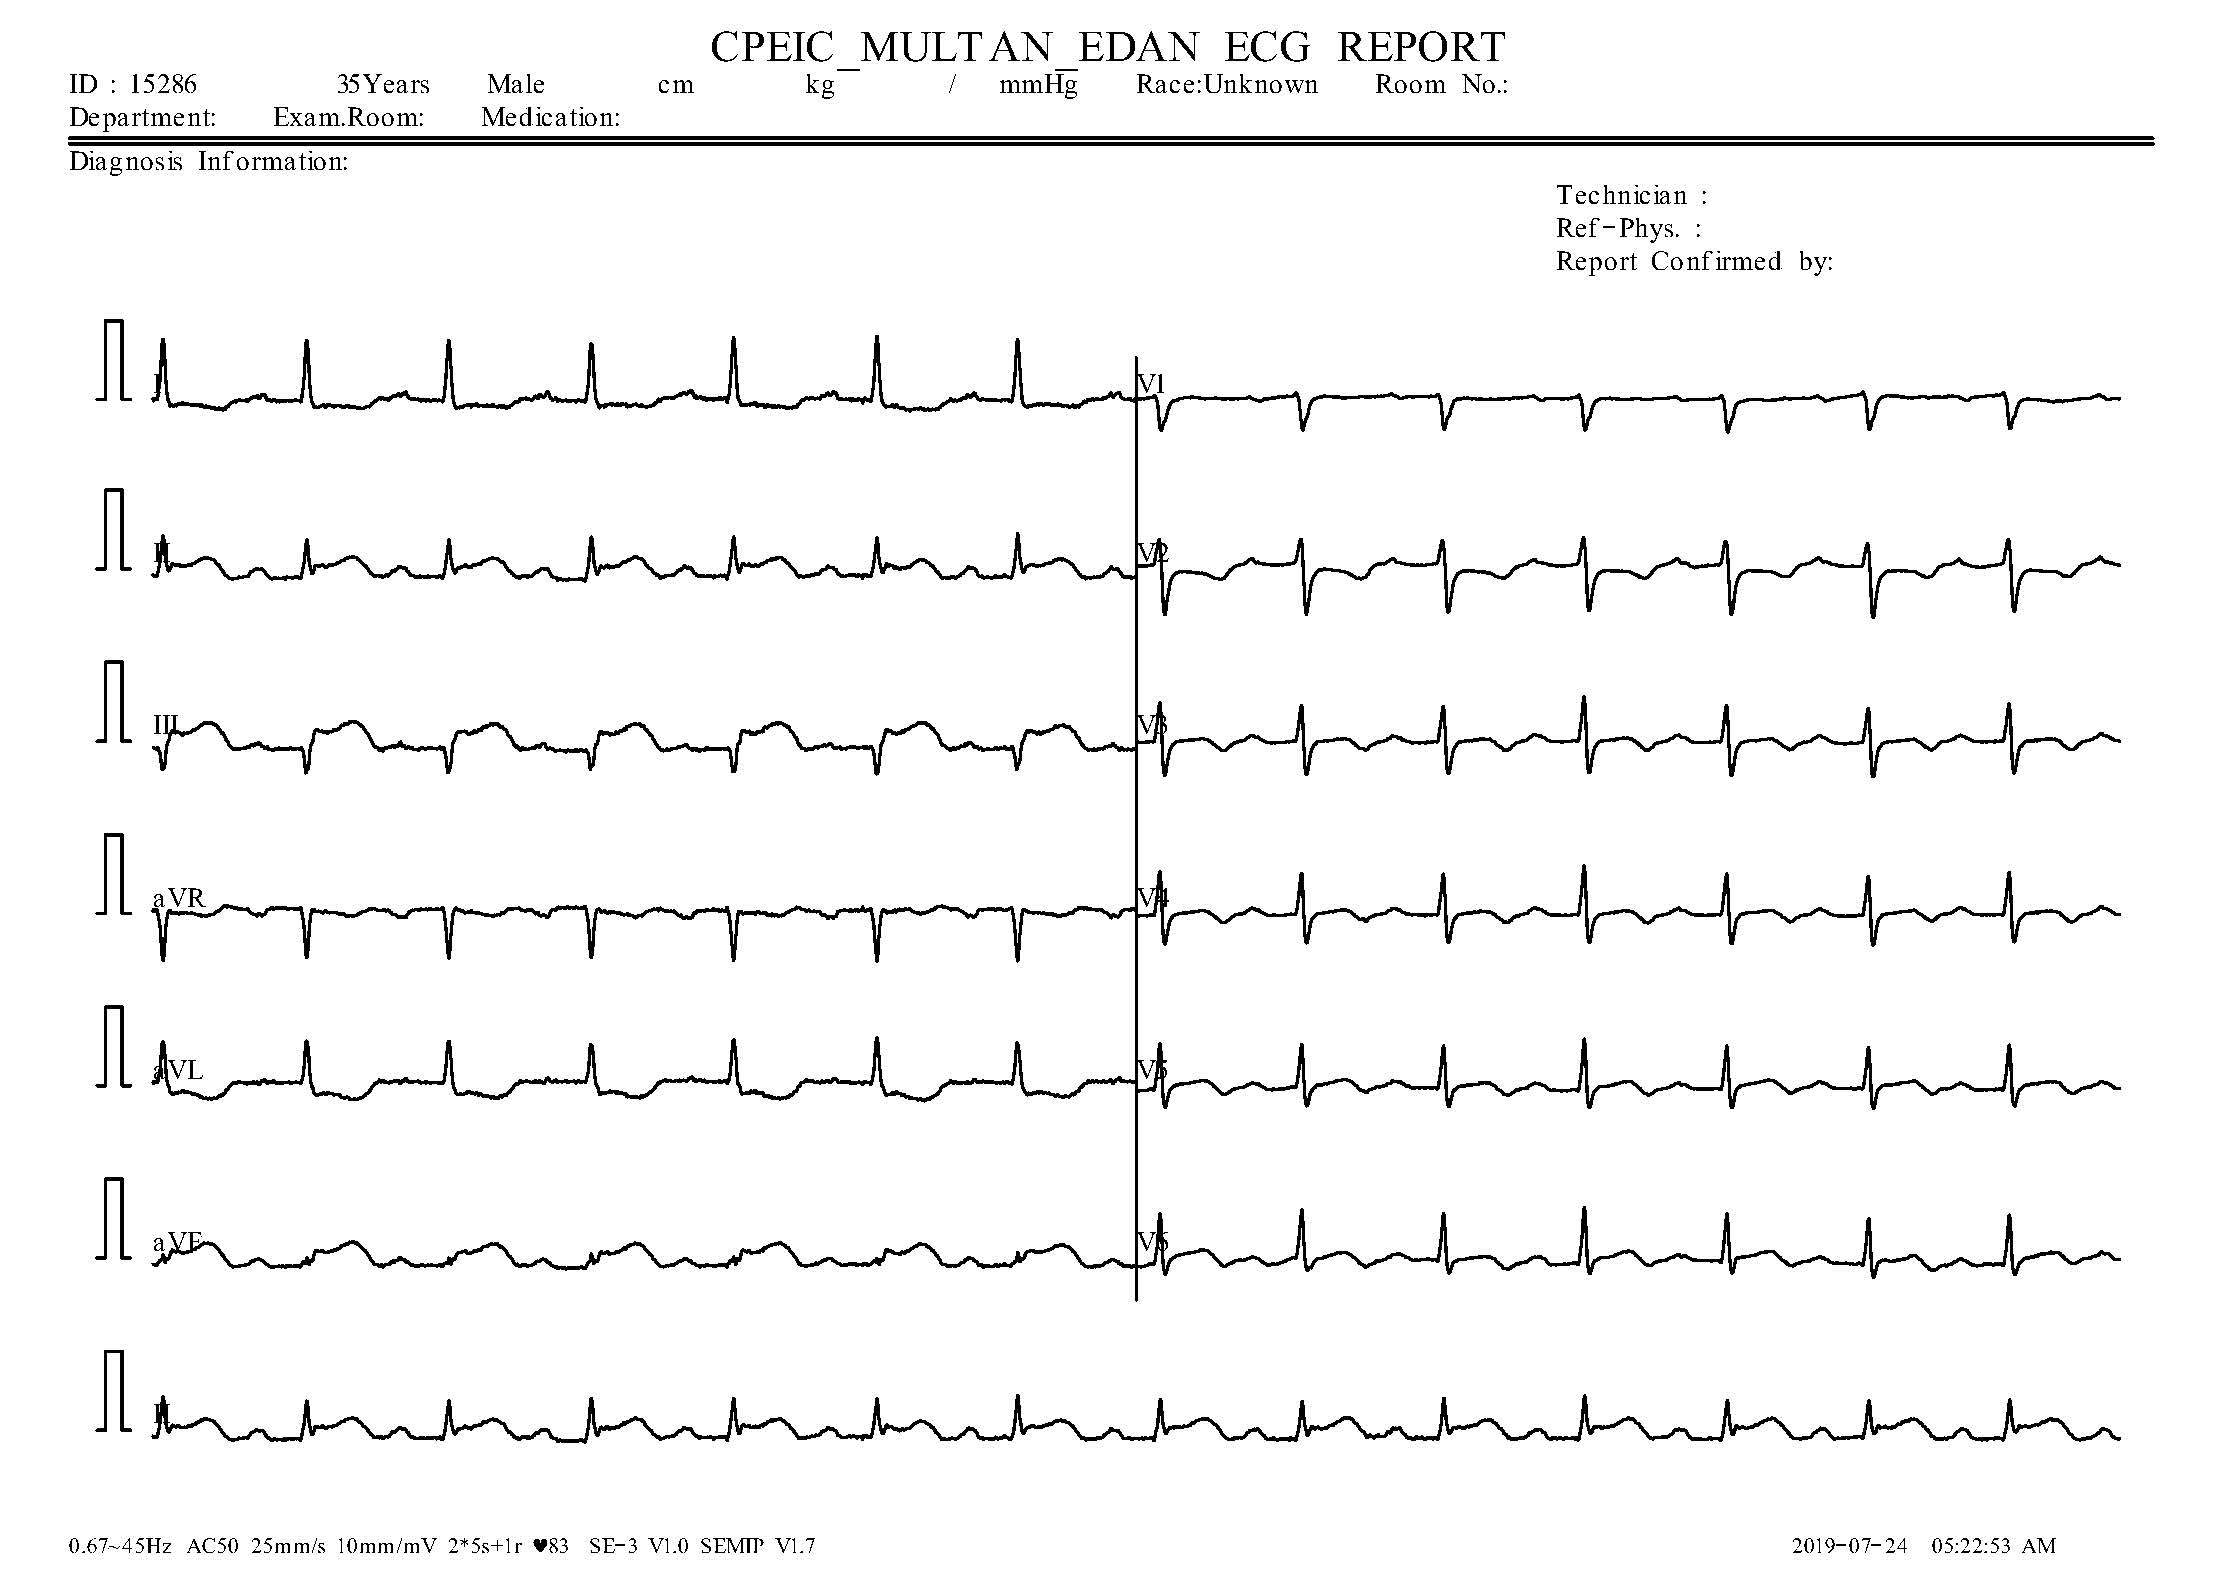 CPEIC_MULTAN_EDAN ECG REPORT
ID : 15286 35Years Male cm kg / mmHg Race:Unknown Room No.:
Department: Exam.Room: Medication:
Diagnosis Information:
Technician :
Ref-Phys. :
Report Confirmed by:
I V1
II V2
III V3
aVR V4
aVL V5
aVF V6
II
0.67~45Hz AC50 25mm/s 10mm/mV 2*5s+1r ♥83 SE-3 V1.0 SEMIP V1.7 2019-07-24 05:22:53 AM